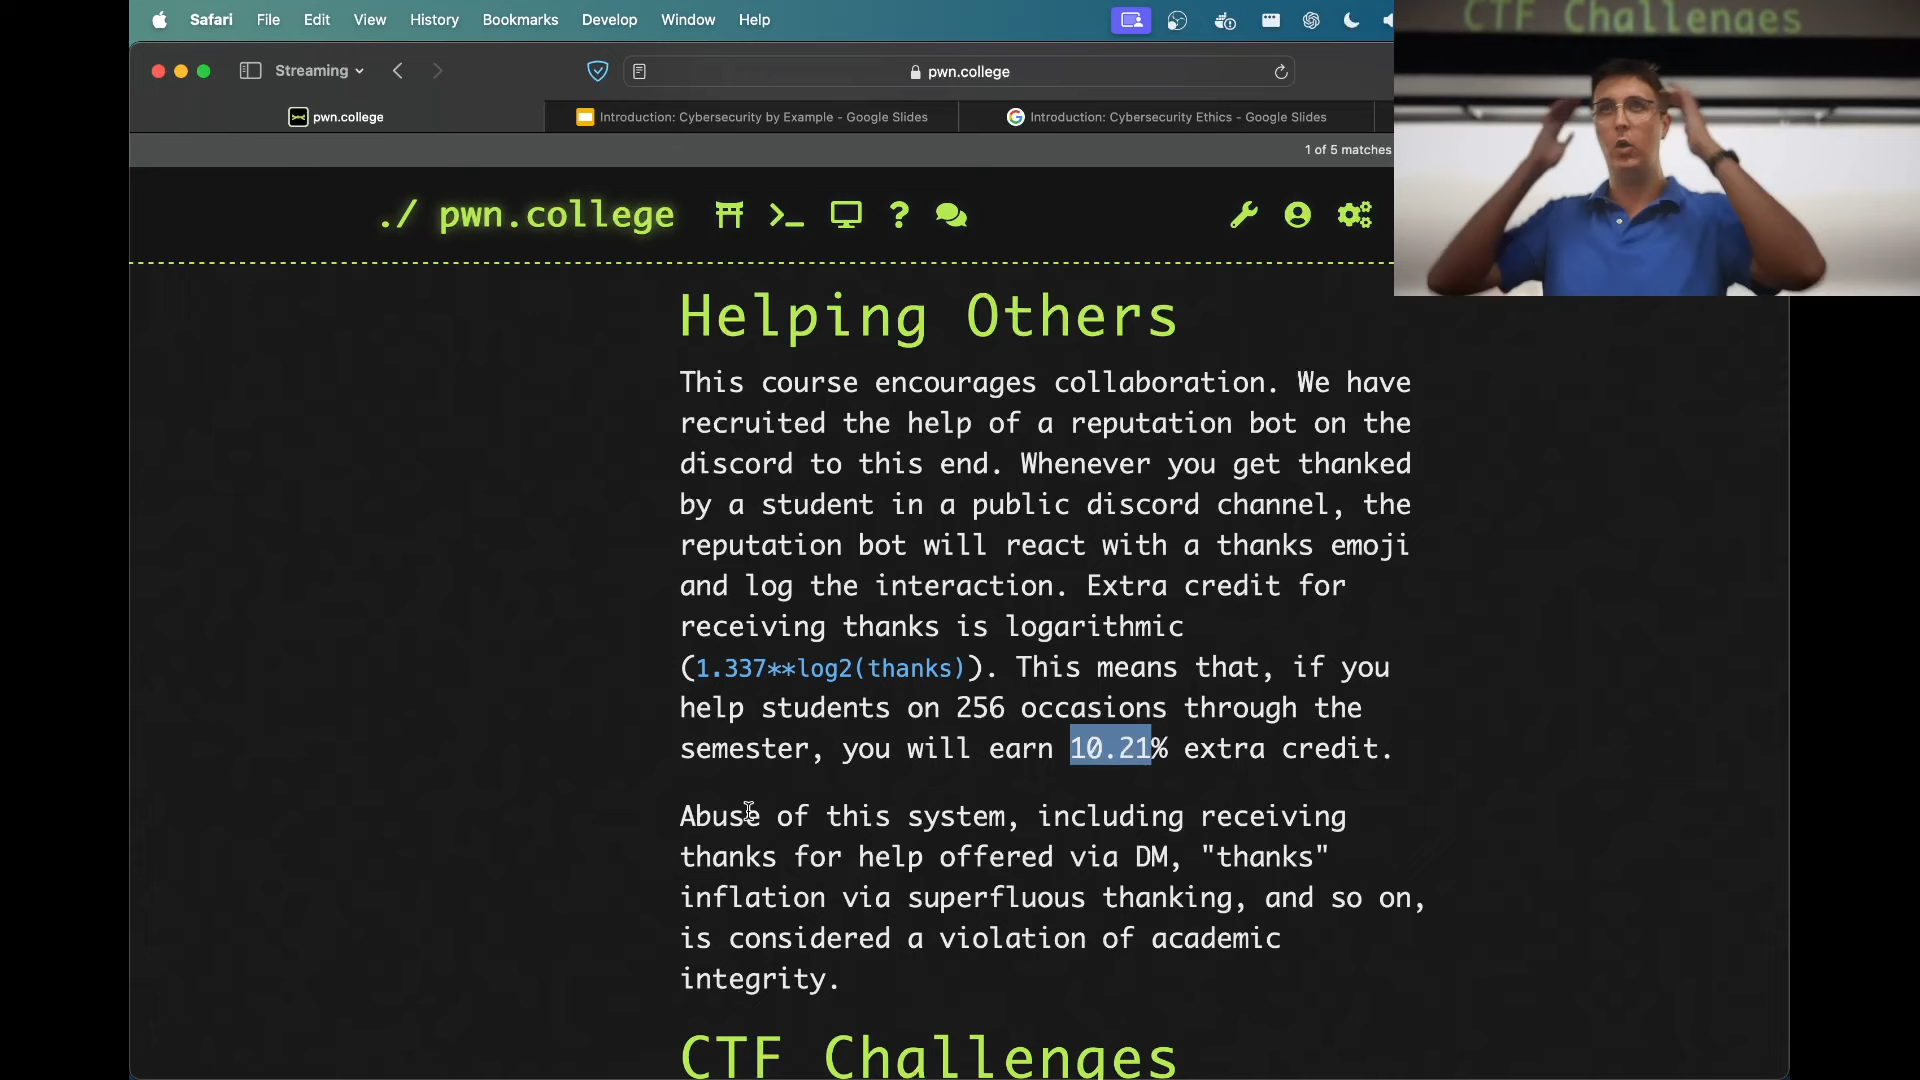 Safari File Edit View History Bookmarks Develop Window Help
CTF Challenges
Streaming
pwn.college
pwn.college
Introduction: Cybersecurity by Example - Google Slides
Introduction: Cybersecurity Ethics - Google Slides
1 of 5 matches
./ pwn.college
Helping Others
This course encourages collaboration. We have
recruited the help of a reputation bot on the
discord to this end. Whenever you get thanked
by a student in a public discord channel, the
reputation bot will react with a thanks emoji
and log the interaction. Extra credit for
receiving thanks is logarithmic
(1.337**log2(thanks)). This means that, if you
help students on 256 occasions through the
semester, you will earn 10.21% extra credit.
Abuse of this system, including receiving
thanks for help offered via DM, "thanks"
inflation via superfluous thanking, and so on,
is considered a violation of academic
integrity.
CTF Challenges